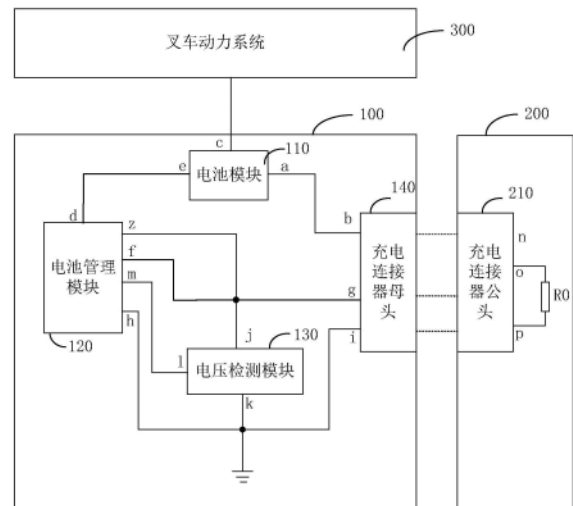 叉车动力系统
300
100
200
c
e
电池模块
a
110
140
210
d
z
b
n
电池管理
模块
f
m
h
充电
连接
器母
头
充电
连接
器公
头
o
R0
g
i
p
120
j
130
l
电压检测模块
k